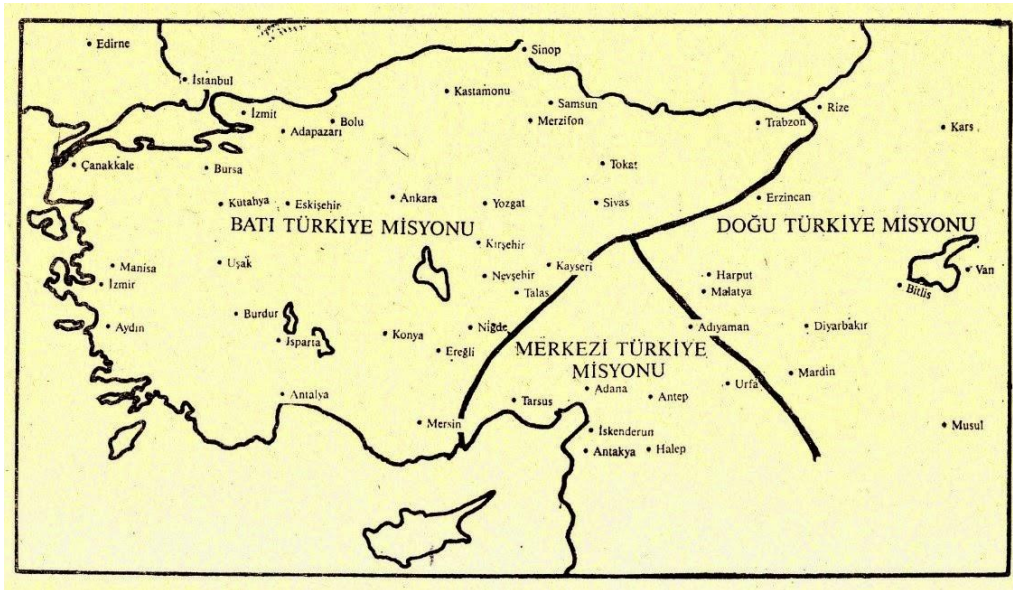 Edirne
Sinop
İstanbul
Kastamonu
Samsun
Rize
İzmit
Bolu
Merzifon
Trabzon
Adapazarı
Kars
Çanakkale
Bursa
Tokat
Kütahya
Eskişehir
Ankara
Yozgat
Sivas
Erzincan
BATI TÜRKİYE MİSYONU
DOĞU TÜRKİYE MİSYONU
Kırşehir
Manisa
Uşak
Nevşehir
Kayseri
Harput
Van
İzmir
Talas
Malatya
Bitlis
Aydın
Burdur
Isparta
Konya
Niğde
Ereğli
Adıyaman
Diyarbakır
MERKEZİ TÜRKİYE
MİSYONU
Mardin
Antalya
Tarsus
Adana
Antep
Urfa
Mersin
İskenderun
Musul
Antakya
Halep